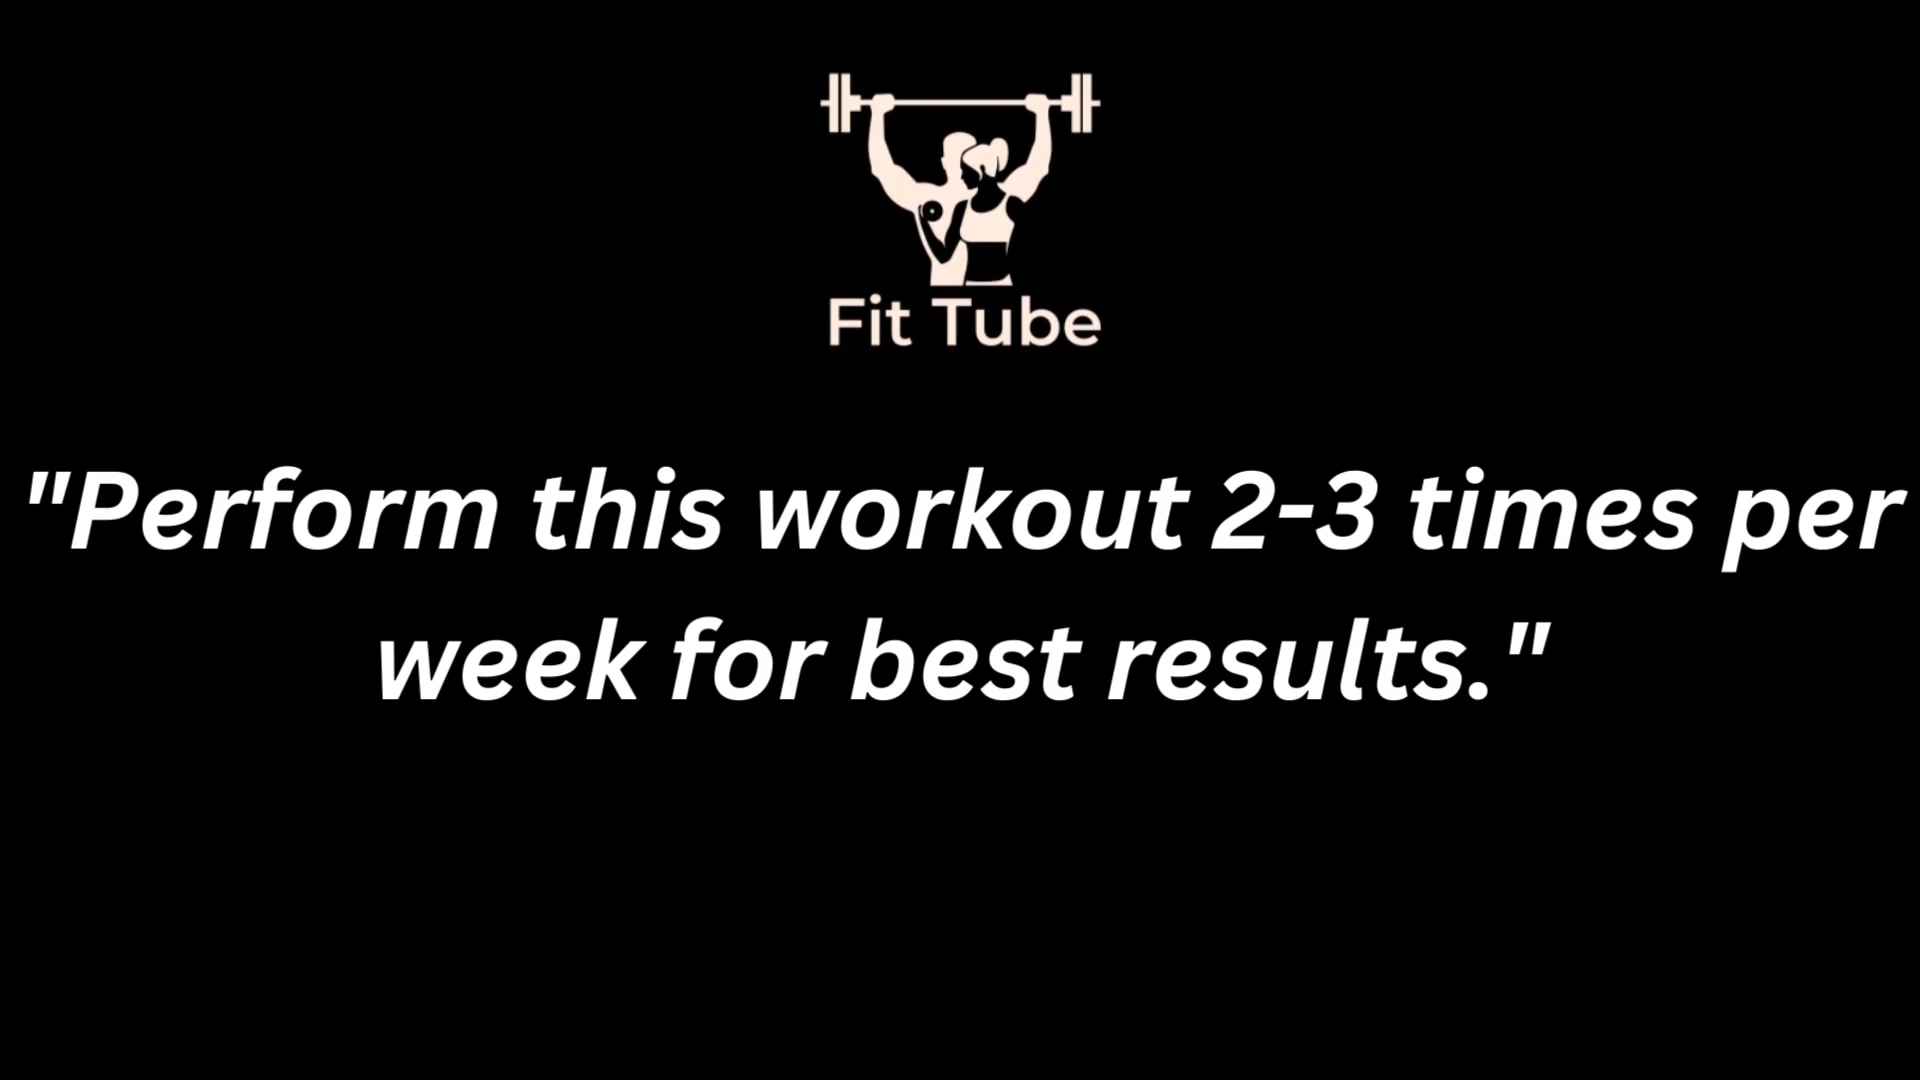 Fit Tube
"Perform this workout 2-3 times per
week for best results."